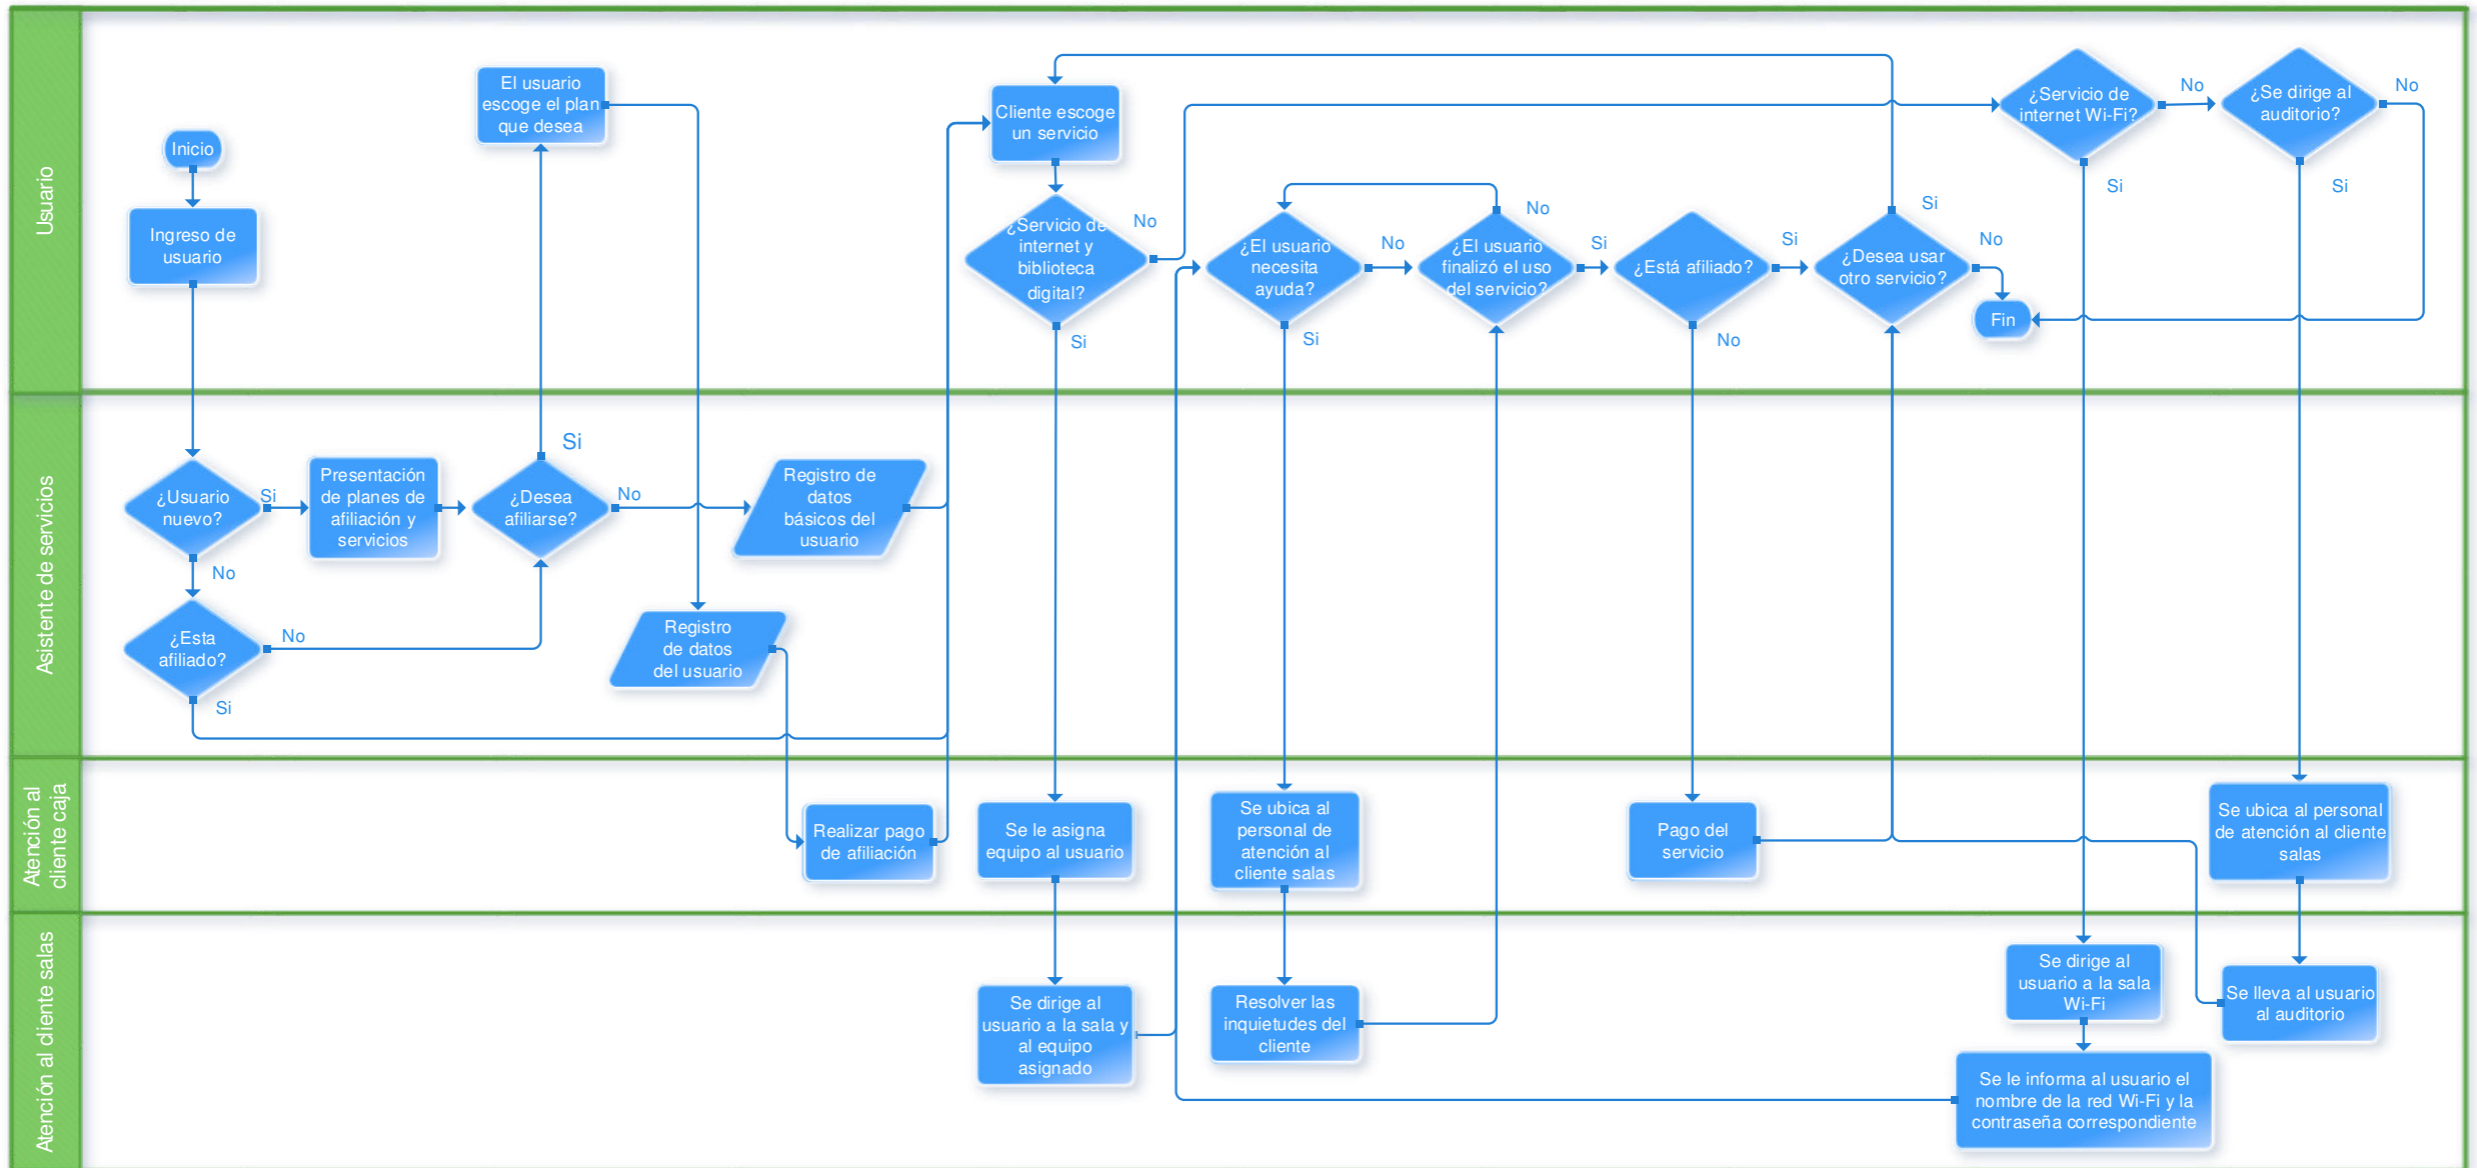 Usuario
Inicio
Ingreso de
usuario
El usuario
escoge el plan
que desea
Cliente escoge
un servicio
¿Servicio de
internet y
biblioteca
digital?
No
Si
¿El usuario
necesita
ayuda?
No
Si
¿El usuario
finalizó el uso
del servicio?
No
Si
¿Está afiliado?
Si
No
¿Desea usar
otro servicio?
Si
No
Fin
¿Servicio de
internet Wi-Fi?
No
Si
¿Se dirige al
auditorio?
No
Si
Asistente de servicios
¿Usuario
nuevo?
Si
No
Presentación
de planes de
afiliación y
servicios
¿Desea
afiliarse?
Si
No
Registro de
datos
básicos del
usuario
¿Esta
afiliado?
No
Si
Registro
de datos
del usuario
Atención al
cliente caja
Realizar pago
de afiliación
Se le asigna
equipo al usuario
Se ubica al
personal de
atención al
cliente salas
Pago del
servicio
Se ubica al personal
de atención al cliente
salas
Atención al cliente salas
Se dirige al
usuario a la sala y
al equipo
asignado
Resolver las
inquietudes del
cliente
Se dirige al
usuario a la sala
Wi-Fi
Se lleva al usuario
al auditorio
Se le informa al usuario el
nombre de la red Wi-Fi y la
contraseña correspondiente